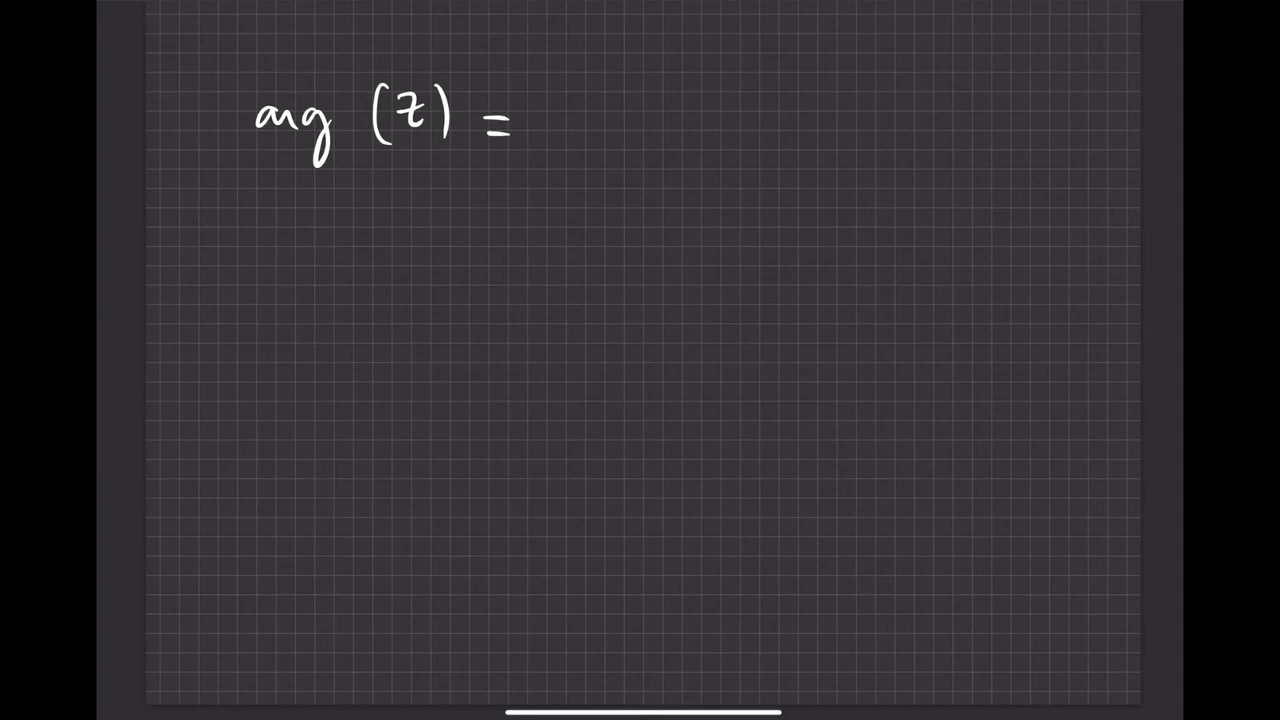 arg (z) =